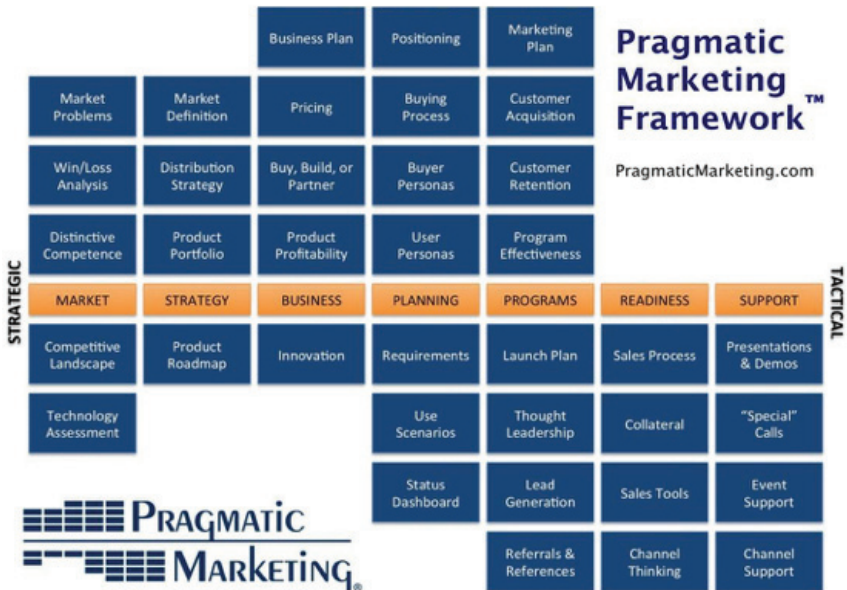 Business Plan
Positioning
Marketing
Plan
Pragmatic
Marketing
Framework™
PragmaticMarketing.com
Market
Problems
Market
Definition
Pricing
Buying
Process
Customer
Acquisition
Win/Loss
Analysis
Distribution
Strategy
Buy, Build, or
Partner
Buyer
Personas
Customer
Retention
Distinctive
Competence
Product
Portfolio
Product
Profitability
User
Personas
Program
Effectiveness
STRATEGIC
MARKET
STRATEGY
BUSINESS
PLANNING
PROGRAMS
READINESS
SUPPORT
TACTICAL
Competitive
Landscape
Product
Roadmap
Innovation
Requirements
Launch Plan
Sales Process
Presentations
& Demos
Technology
Assessment
Use
Scenarios
Thought
Leadership
Collateral
“Special”
Calls
Status
Dashboard
Lead
Generation
Sales Tools
Event
Support
Referrals &
References
Channel
Thinking
Channel
Support
PRAGMATIC
MARKETING®